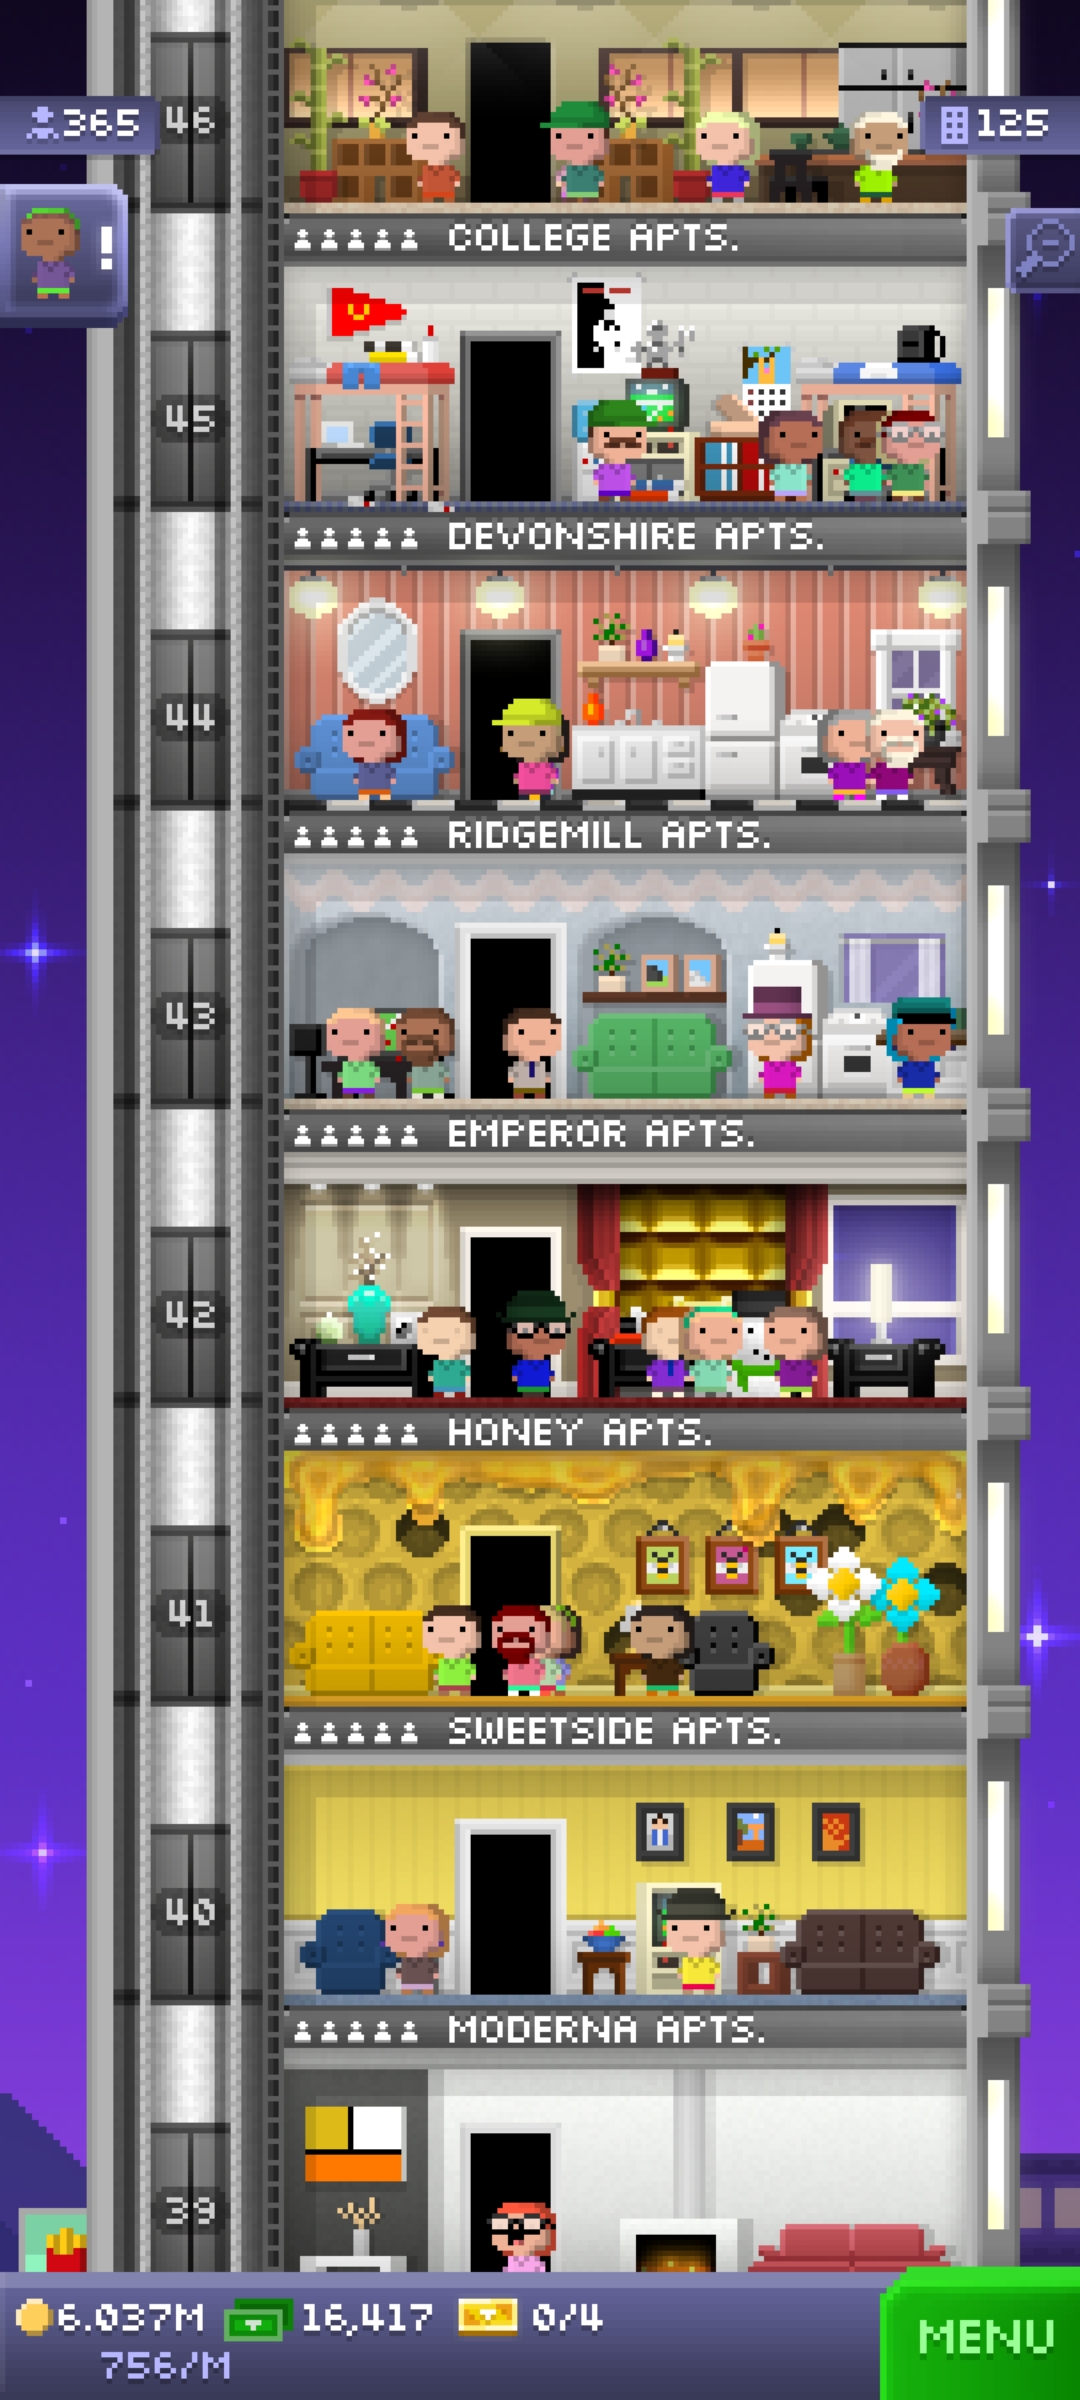 365
46
125
!
COLLEGE APTS.
45
DEVONSHIRE APTS.
44
RIDGEMILL APTS.
43
EMPEROR APTS.
42
HONEY APTS.
41
SWEETSIDE APTS.
40
MODERNA APTS.
39
6.037M 16,417 0/4
756/M
MENU